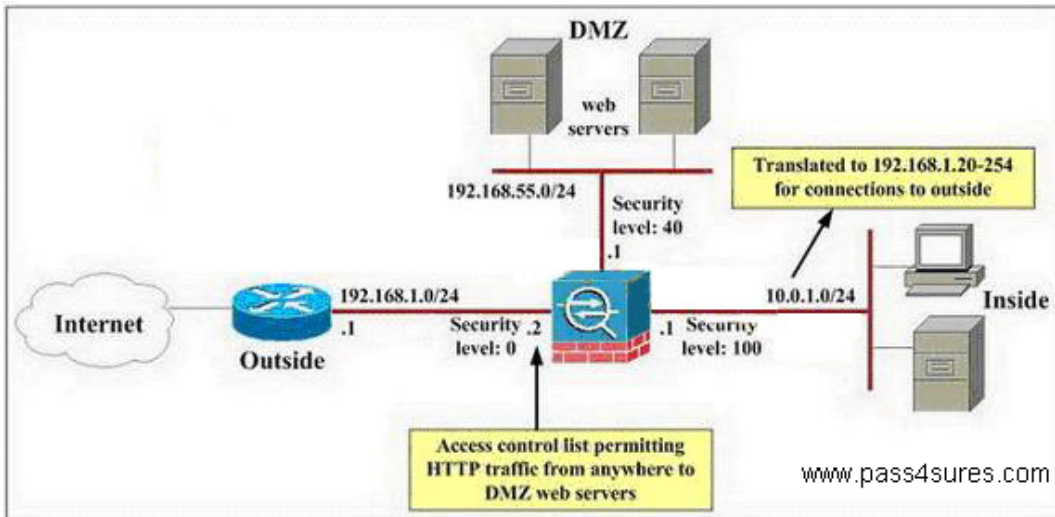 DMZ
web
servers
Translated to 192.168.1.20-254
for connections to outside
192.168.55.0/24
Security
level: 40
.1
Internet
192.168.1.0/24
.1
Outside
Security
level: 0
.2
.1
Security
level: 100
10.0.1.0/24
Inside
Access control list permitting
HTTP traffic from anywhere to
DMZ web servers
www.pass4sures.com